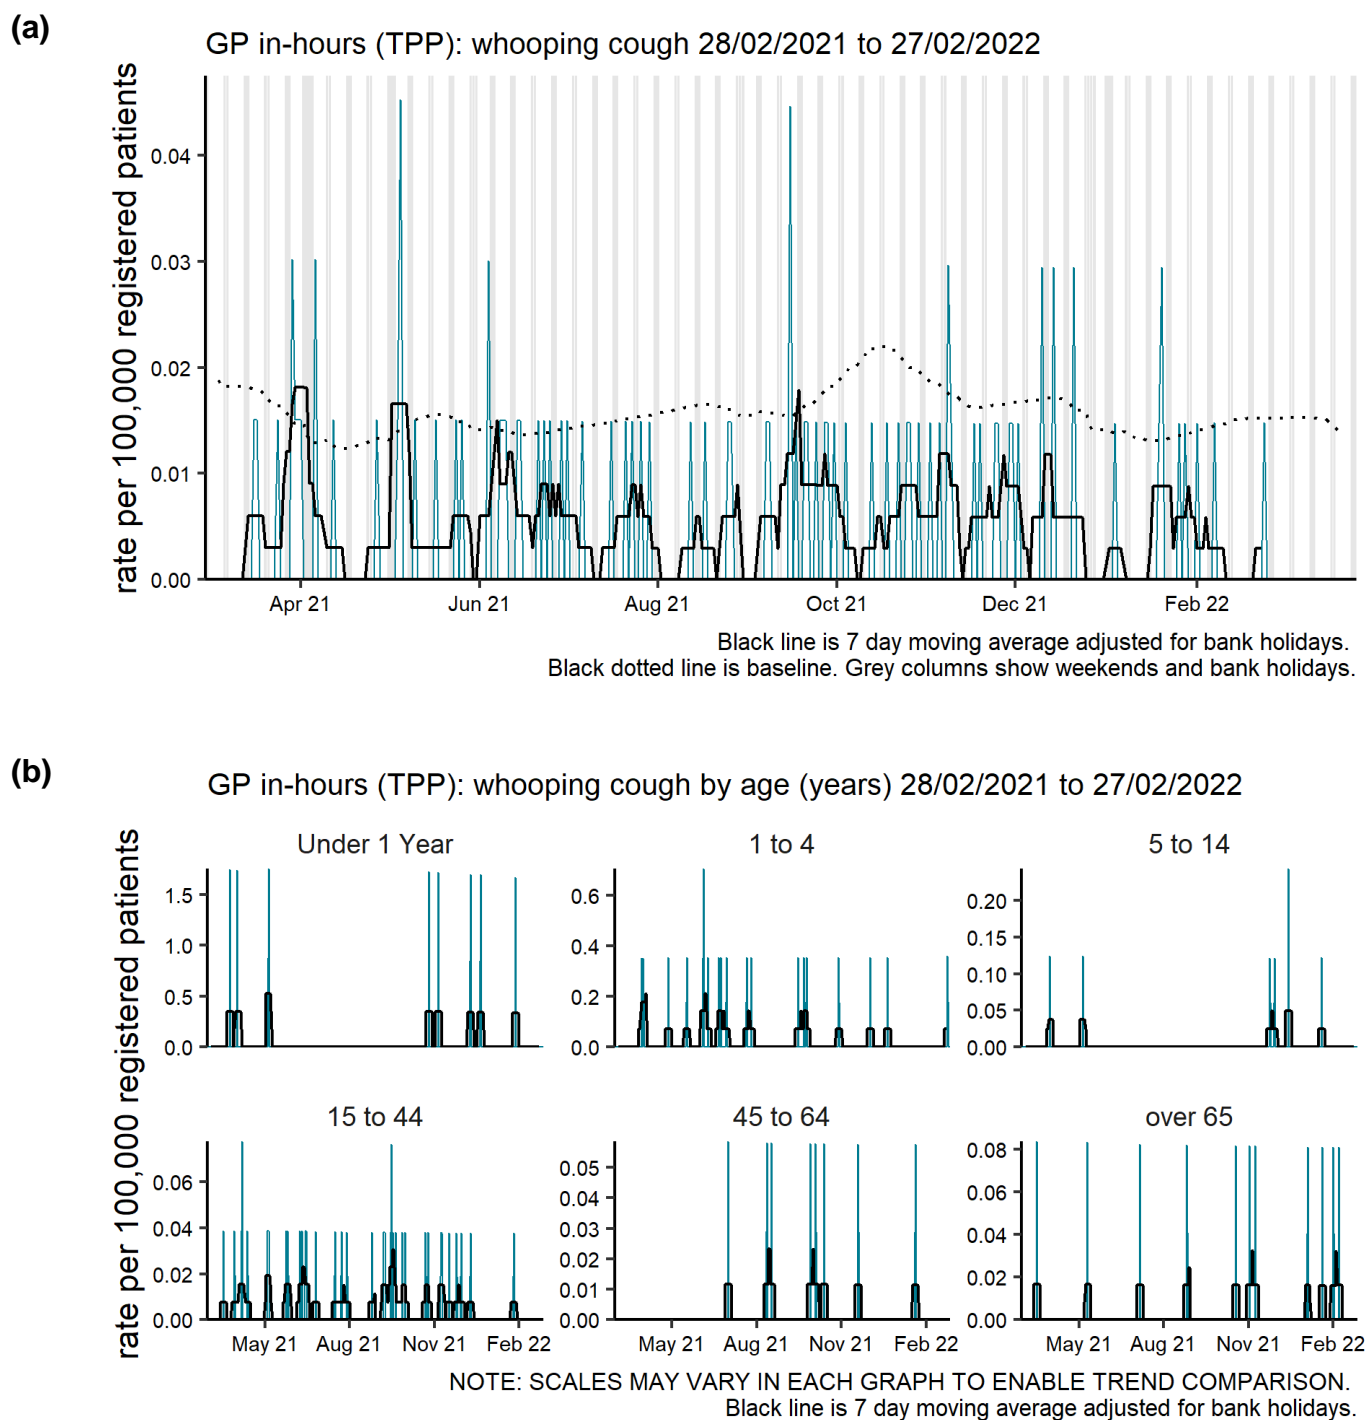 (a)
GP in-hours (TPP): whooping cough 28/02/2021 to 27/02/2022
rate per 100,000 registered patients
0.04
0.03
0.02
0.01
0.00
Apr 21 Jun 21 Aug 21 Oct 21 Dec 21 Feb 22
Black line is 7 day moving average adjusted for bank holidays.
Black dotted line is baseline. Grey columns show weekends and bank holidays.
(b)
GP in-hours (TPP): whooping cough by age (years) 28/02/2021 to 27/02/2022
rate per 100,000 registered patients
Under 1 Year
1.5
1.0
0.5
0.0
1 to 4
0.6
0.4
0.2
0.0
5 to 14
0.20
0.15
0.10
0.05
0.00
15 to 44
0.06
0.04
0.02
0.00
May 21 Aug 21 Nov 21 Feb 22
45 to 64
0.05
0.04
0.03
0.02
0.01
0.00
May 21 Aug 21 Nov 21 Feb 22
over 65
0.08
0.06
0.04
0.02
0.00
May 21 Aug 21 Nov 21 Feb 22
NOTE: SCALES MAY VARY IN EACH GRAPH TO ENABLE TREND COMPARISON.
Black line is 7 day moving average adjusted for bank holidays.